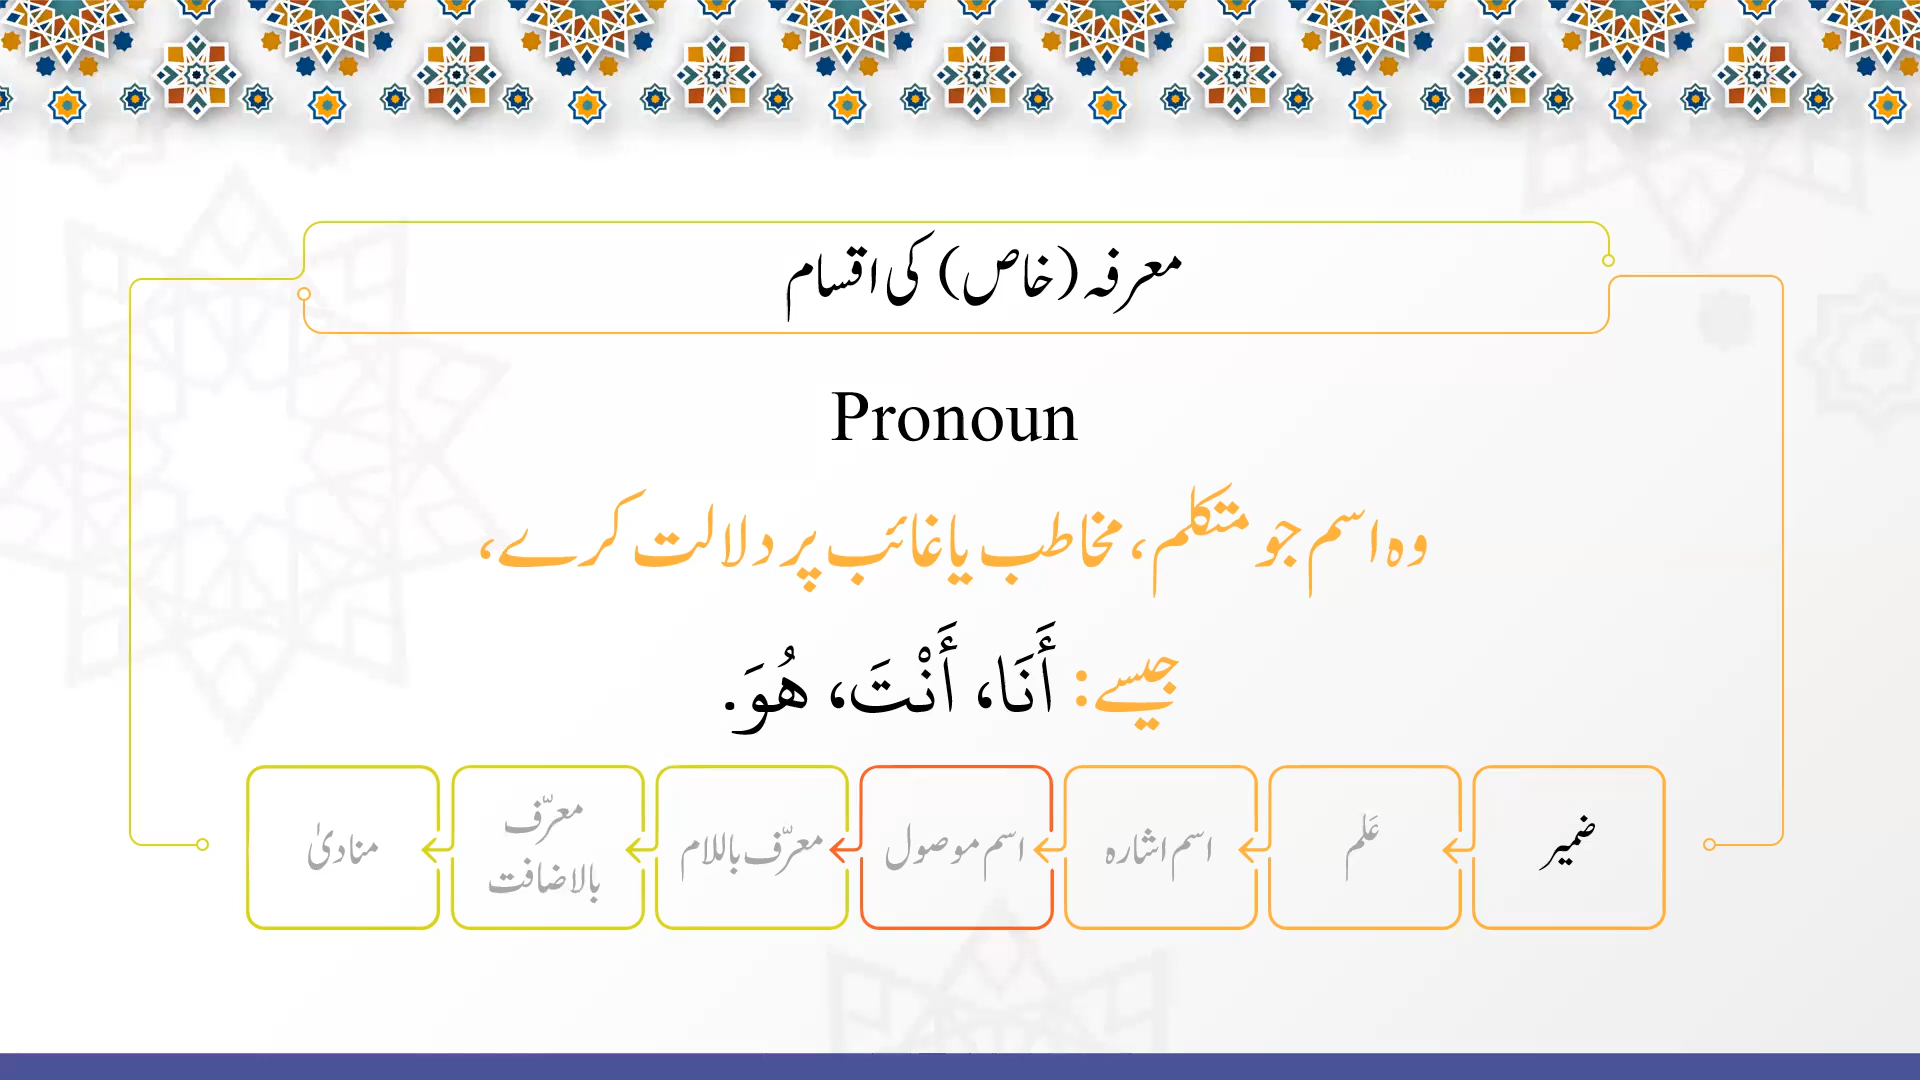 معرفہ (خاص) کی اقسام
Pronoun
وہ اسم جو متکلم، مخاطب یا غائب پر دلالت کرے،
جیسے: أَنَا، أَنْتَ، هُوَ.
ضمیر
عَلم
اسم اشارہ
اسم موصول
معرّف باللام
معرّف
بالاضافت
منادیٰ